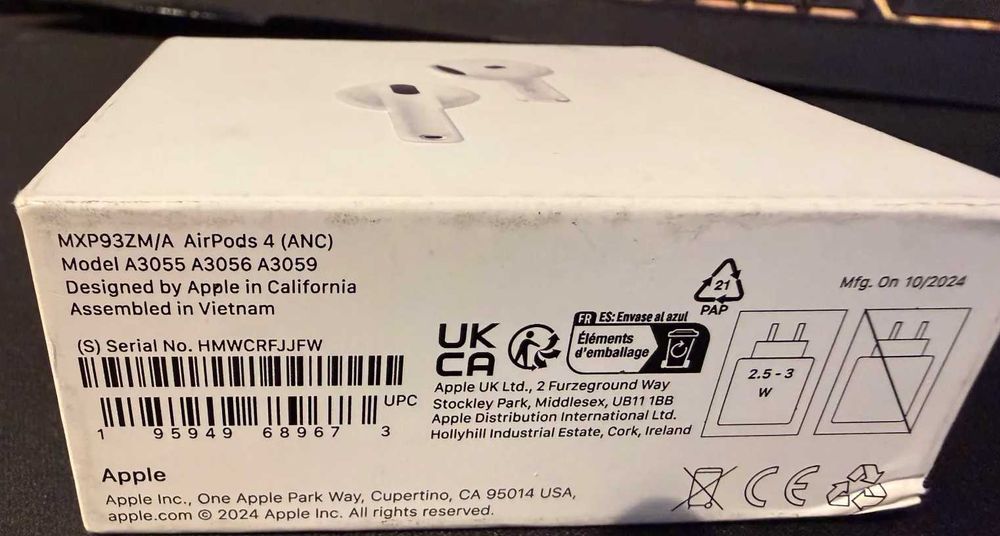 MXP93ZM/A AirPods 4 (ANC)
Model A3055 A3056 A3059
Designed by Apple in California
Assembled in Vietnam
(S) Serial No. HMWCRFJJFW
UPC
1 95949 68967 3
Apple
Apple Inc., One Apple Park Way, Cupertino, CA 95014 USA,
apple.com © 2024 Apple Inc. All rights reserved.
UK
CA
FR ES: Envase al azul
Éléments
d'emballage
Apple UK Ltd., 2 Furzeground Way
Stockley Park, Middlesex, UB11 1BB
Apple Distribution International Ltd.
Hollyhill Industrial Estate, Cork, Ireland
21
PAP
Mfg. On 10/2024
2.5 - 3
W
CE